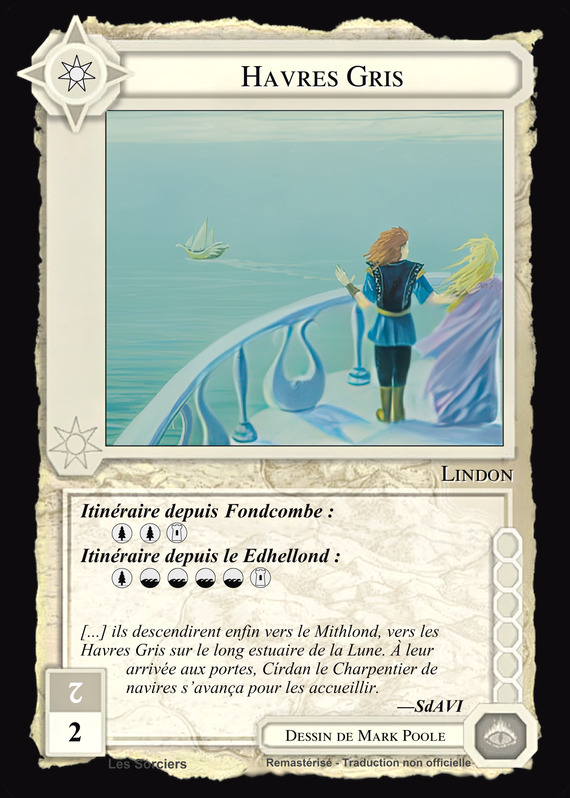 Havres Gris
Lindon
Itinéraire depuis Fondcombe :
Itinéraire depuis le Edhellond :
[...] ils descendirent enfin vers le Mithlond, vers les
Havres Gris sur le long estuaire de la Lune. À leur
arrivée aux portes, Círdan le Charpentier de
navires s’avança pour les accueillir.
—SdAVI
2
2
Dessin de Mark Poole
Les Sorciers
Remastérisé - Traduction non officielle